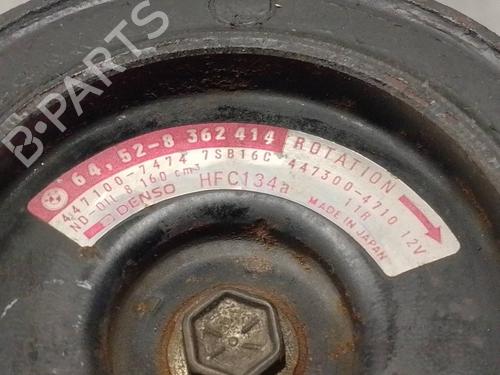 B-PARTS
64.52-8 362 414 ROTATION
447100-7474 7SB16C 447300-4710 12V
ND-OIL 8 160 cm³ 1TR
DENSO HFC134a MADE IN JAPAN